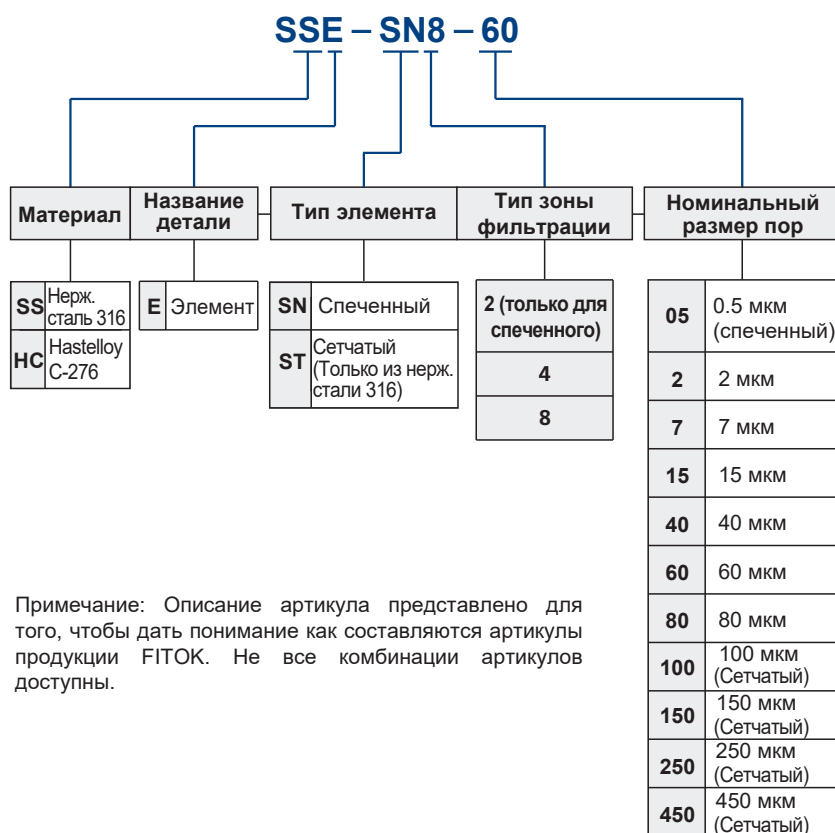 SSE – SN8 – 60
Материал
Название
детали
Тип элемента
Тип зоны
фильтрации
Номинальный
размер пор
SS Нерж.
сталь 316
HC Hastelloy
C-276
E Элемент
SN Спеченный
ST Сетчатый
(Только из нерж.
стали 316)
2 (только для
спеченного)
4
8
05 0.5 мкм
(спеченный)
2 2 мкм
7 7 мкм
15 15 мкм
40 40 мкм
60 60 мкм
80 80 мкм
100 100 мкм
(Сетчатый)
150 150 мкм
(Сетчатый)
250 250 мкм
(Сетчатый)
450 450 мкм
(Сетчатый)
Примечание: Описание артикула представлено для
того, чтобы дать понимание как составляются артикулы
продукции FITOK. Не все комбинации артикулов
доступны.